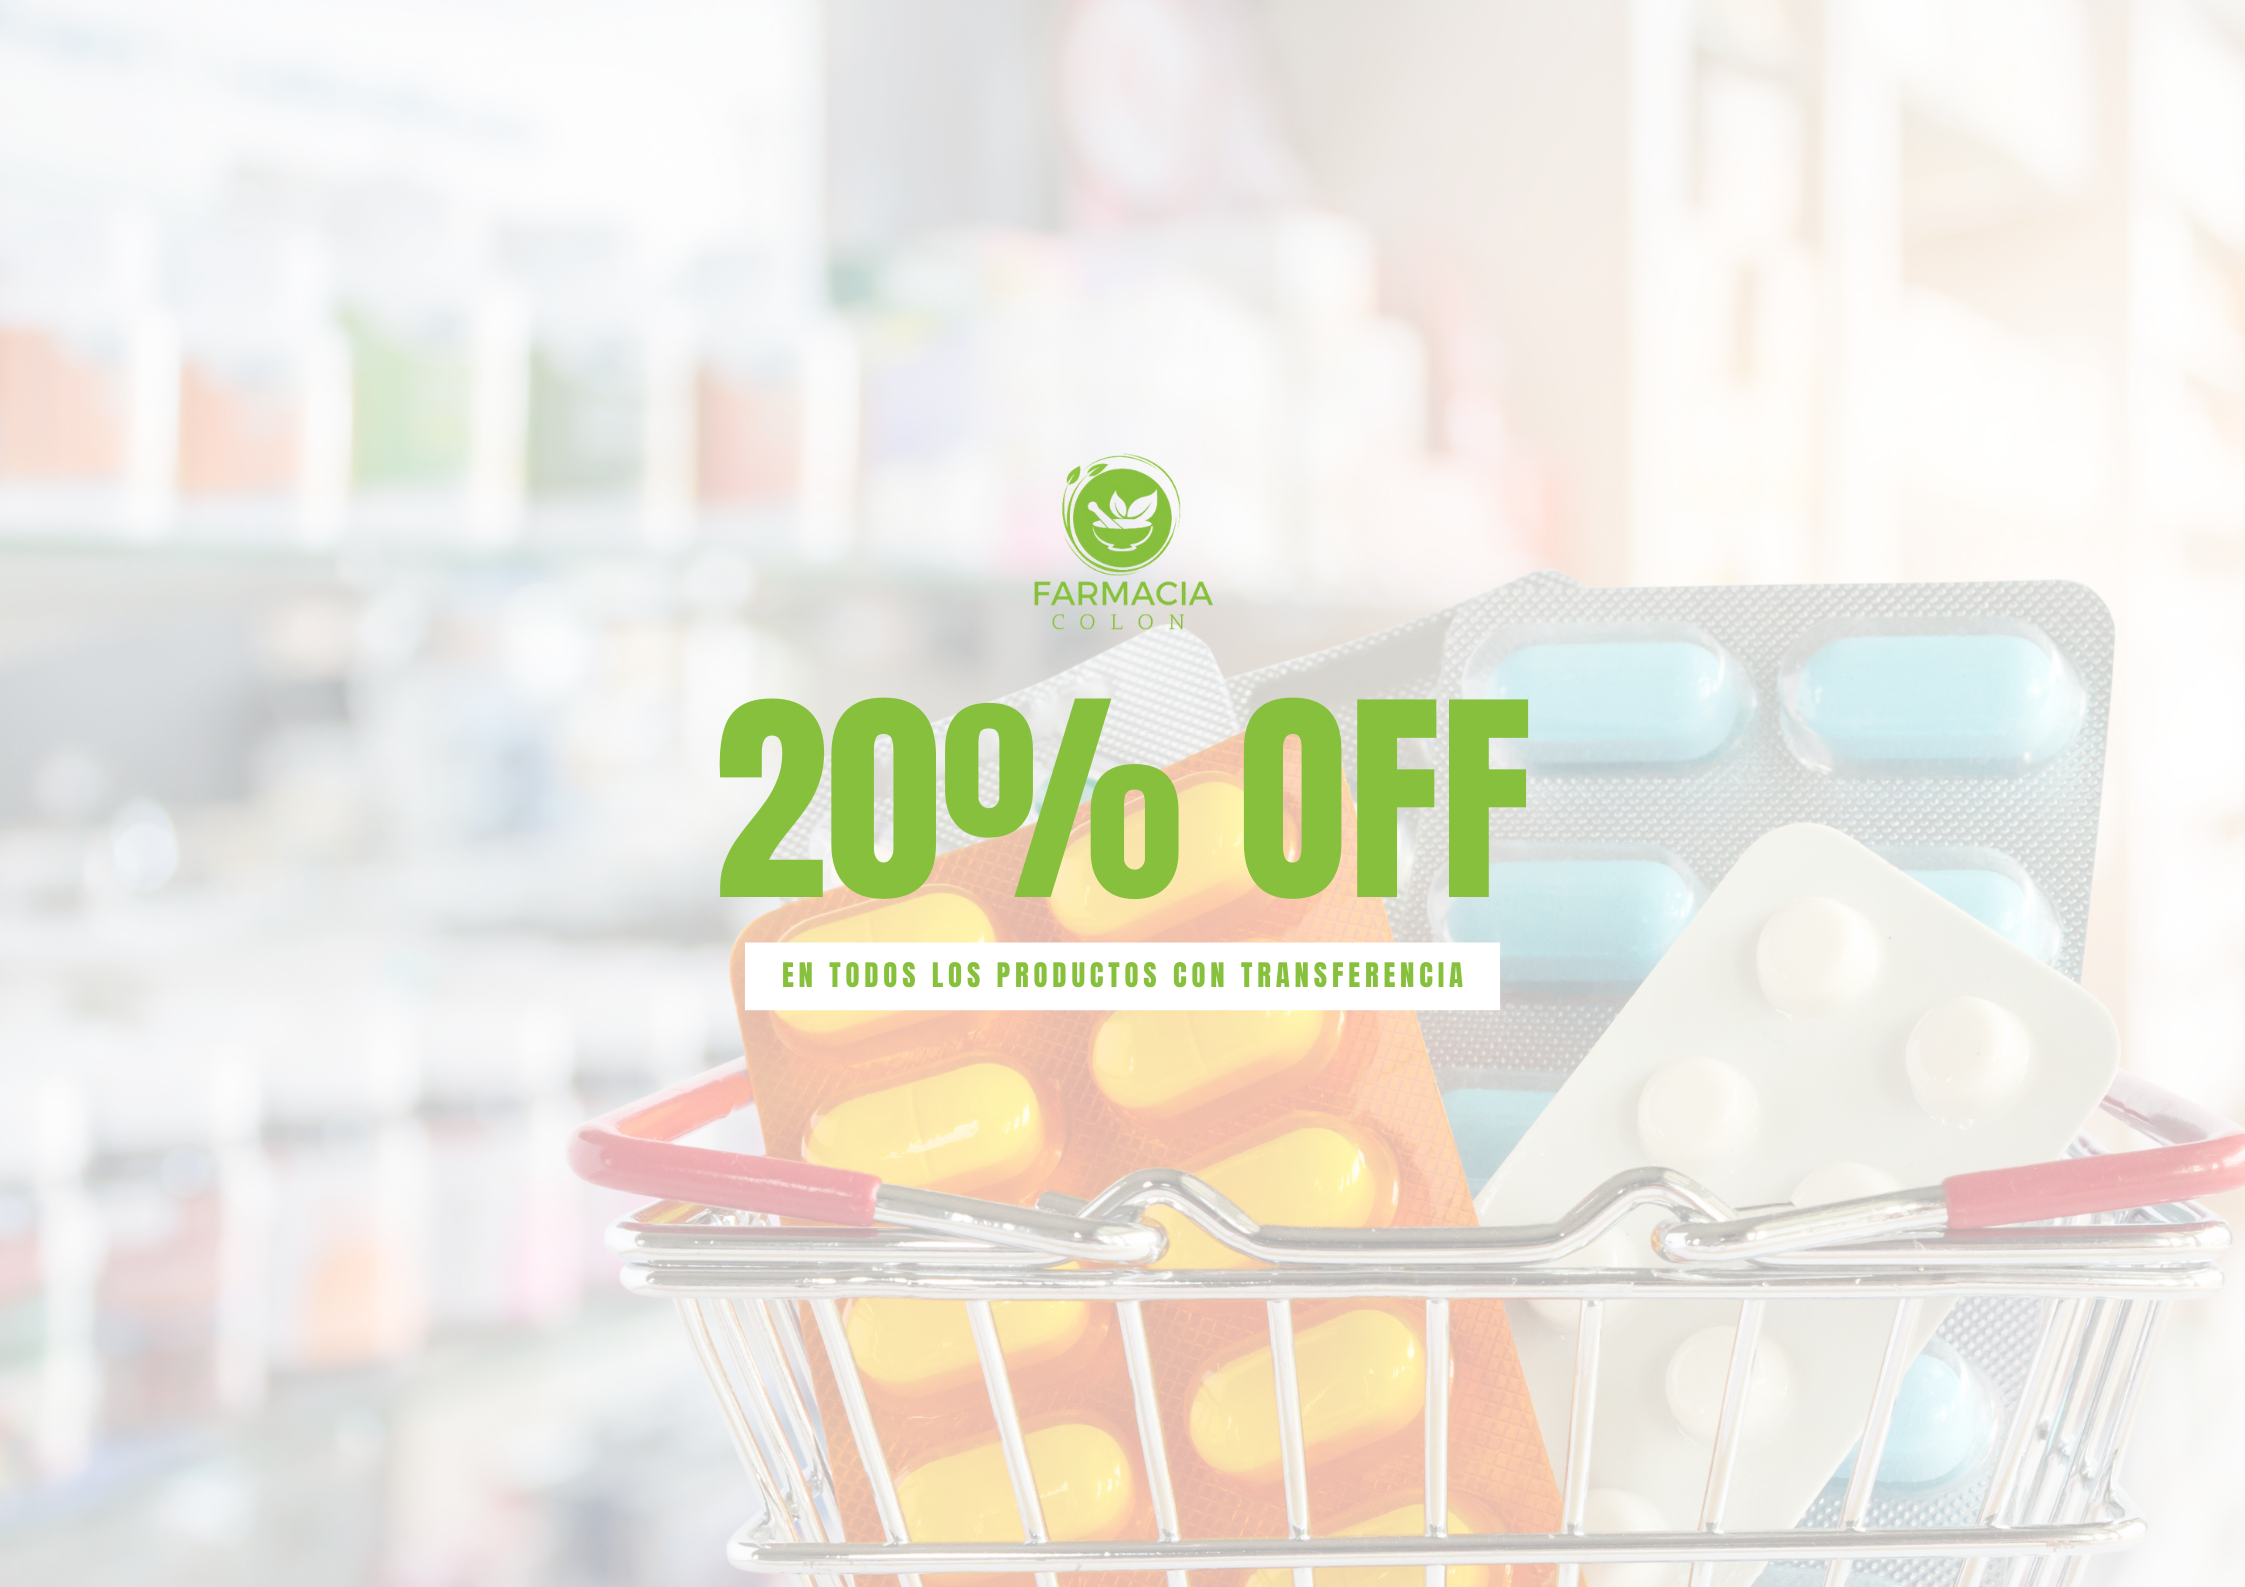 FARMACIA
COLON
20% OFF
EN TODOS LOS PRODUCTOS CON TRANSFERENCIA